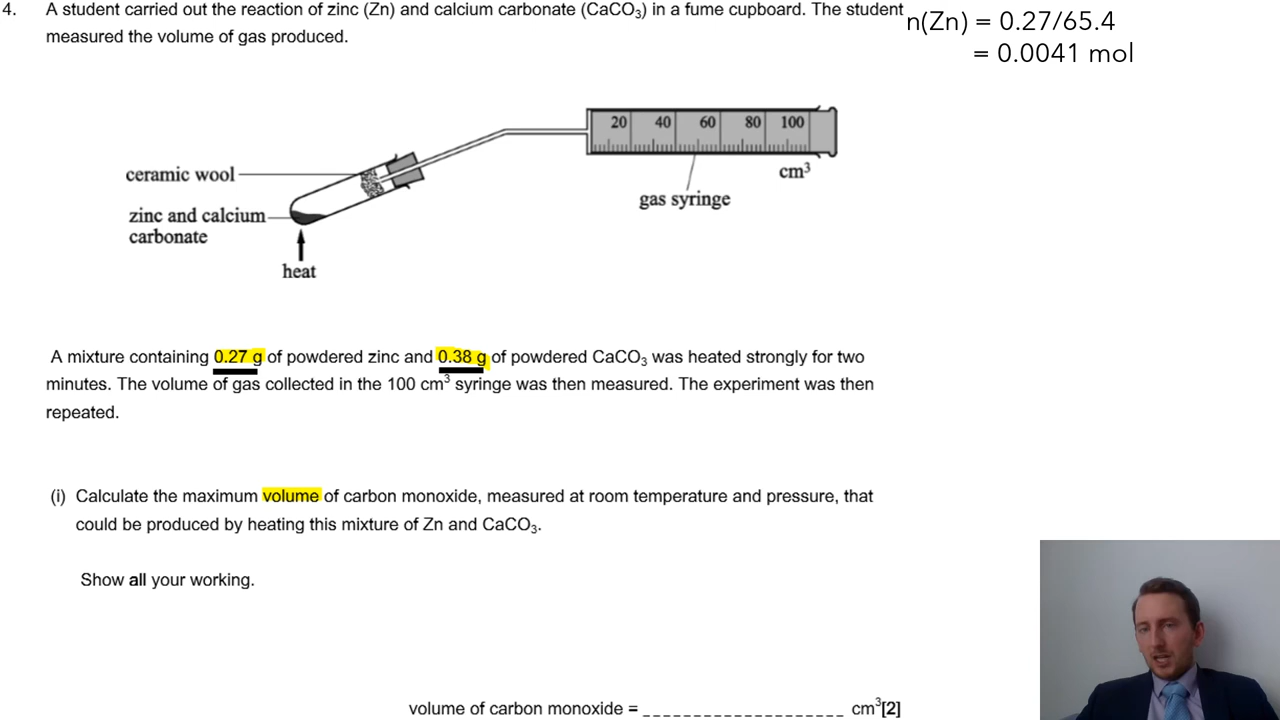 4. A student carried out the reaction of zinc (Zn) and calcium carbonate (CaCO₃) in a fume cupboard. The student
measured the volume of gas produced.
n(Zn) = 0.27/65.4
= 0.0041 mol
20 40 60 80 100
cm³
gas syringe
ceramic wool
zinc and calcium
carbonate
heat
A mixture containing 0.27 g of powdered zinc and 0.38 g of powdered CaCO₃ was heated strongly for two
minutes. The volume of gas collected in the 100 cm³ syringe was then measured. The experiment was then
repeated.
(i) Calculate the maximum volume of carbon monoxide, measured at room temperature and pressure, that
could be produced by heating this mixture of Zn and CaCO₃.
Show all your working.
volume of carbon monoxide = ____________________ cm³[2]